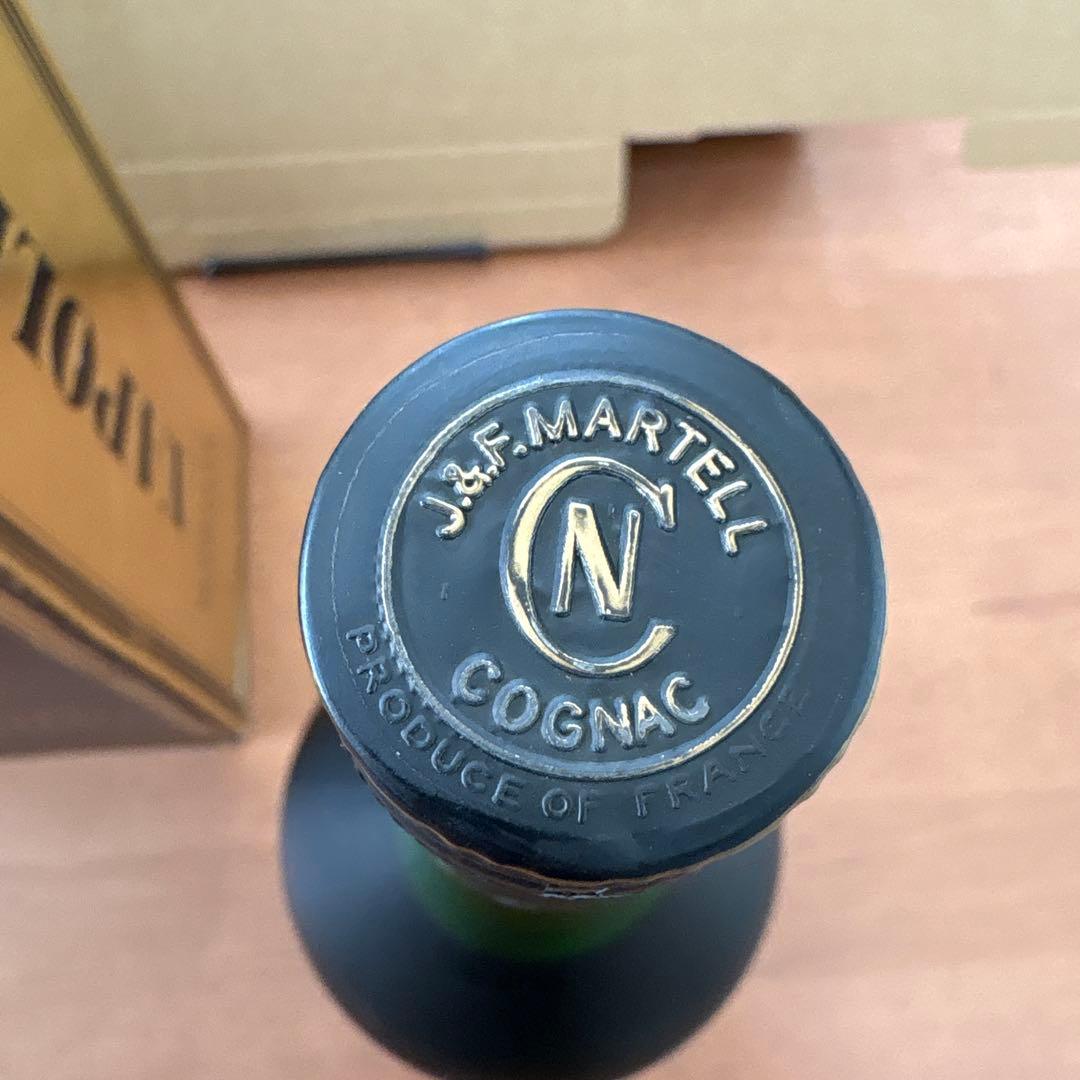 J.&F. MARTELL
CN
COGNAC
PRODUCE OF FRANCE